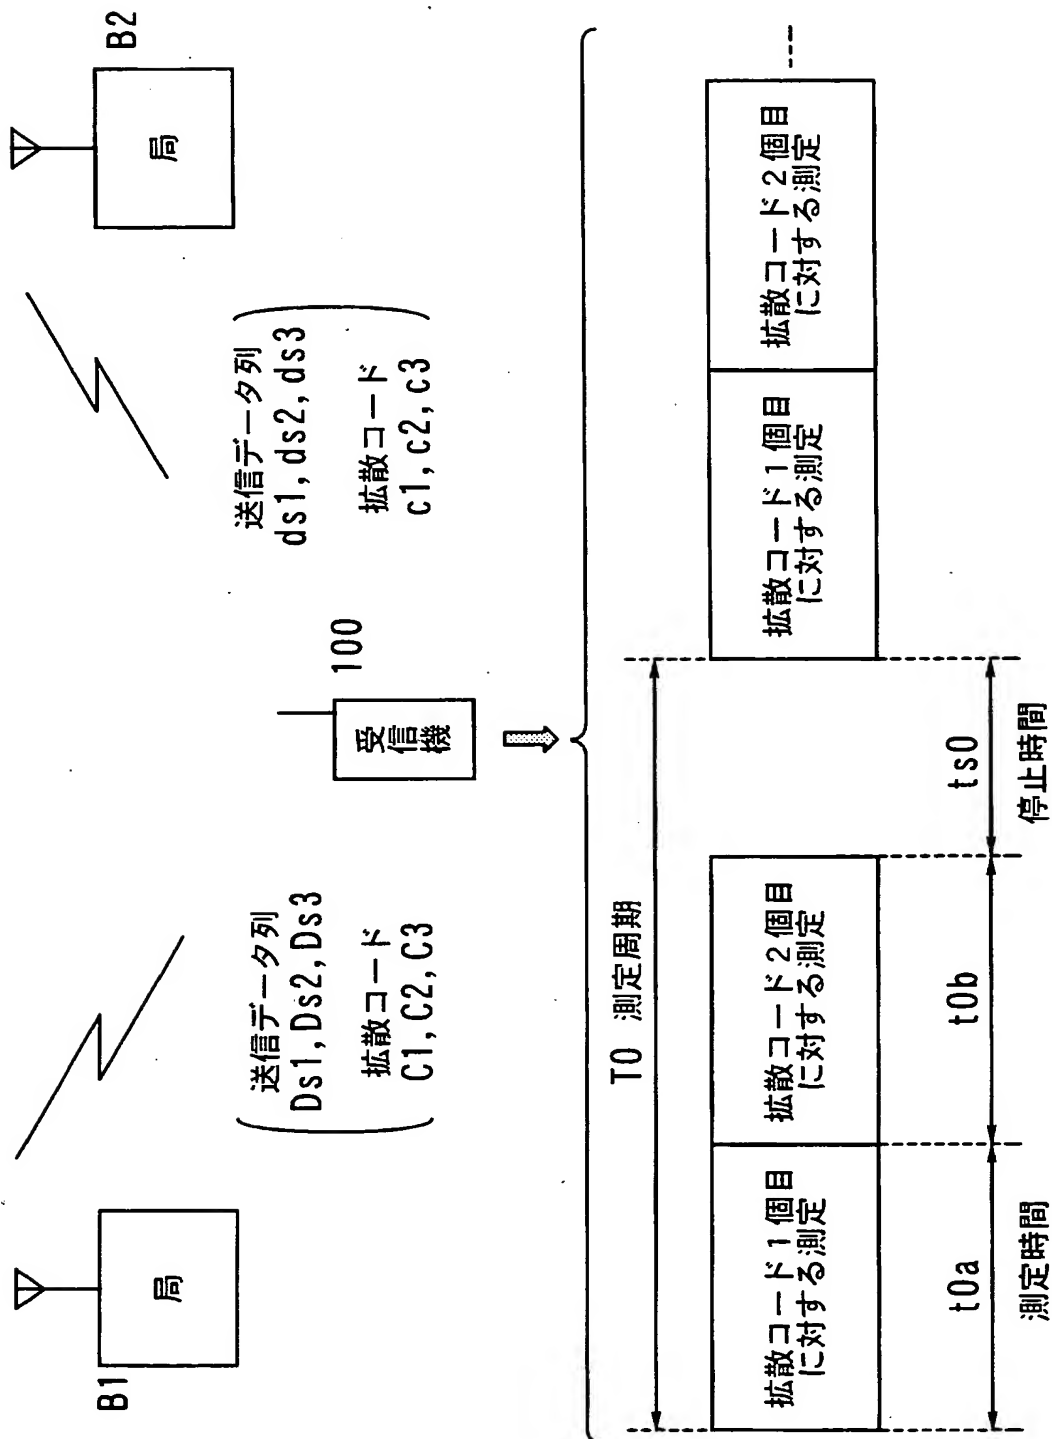 B1
局
B2
局
送信データ列
Ds1,Ds2,Ds3
拡散コード
C1,C2,C3
100
受信機
送信データ列
ds1,ds2,ds3
拡散コード
c1,c2,c3
T0 測定周期
拡散コード1個目
に対する測定
拡散コード2個目
に対する測定
拡散コード1個目
に対する測定
拡散コード2個目
に対する測定
t0a
t0b
ts0
測定時間
停止時間